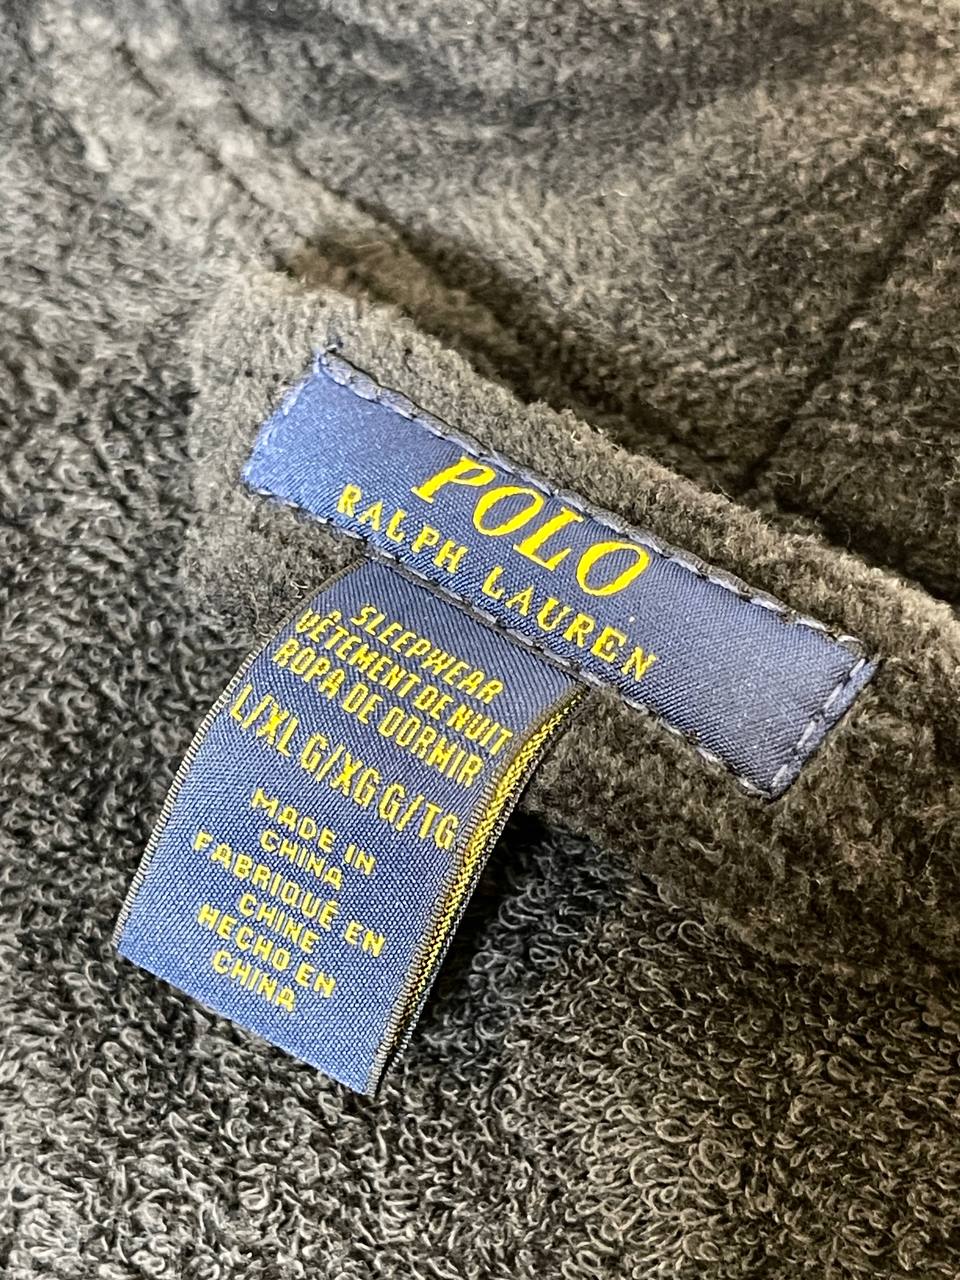 POLO
RALPH LAUREN
SLEEPWEAR
VÊTEMENT DE NUIT
ROPA DE DORMIR
L/XL G/XG G/TG
MADE IN
CHINA
FABRIQUÉ EN
CHINE
HECHO EN
CHINA